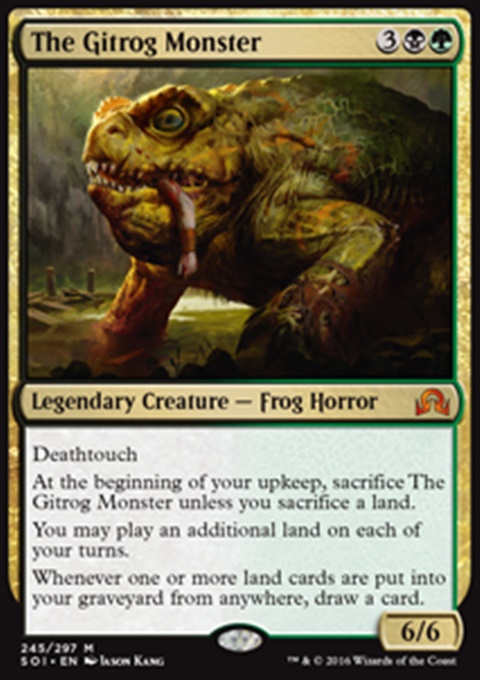 The Gitrog Monster 3
Legendary Creature — Frog Horror
Deathtouch
At the beginning of your upkeep, sacrifice The
Gitrog Monster unless you sacrifice a land.
You may play an additional land on each of
your turns.
Whenever one or more land cards are put into
your graveyard from anywhere, draw a card.
6/6
245/297 M
SOI • EN Jason Kang
™ & © 2016 Wizards of the Coast